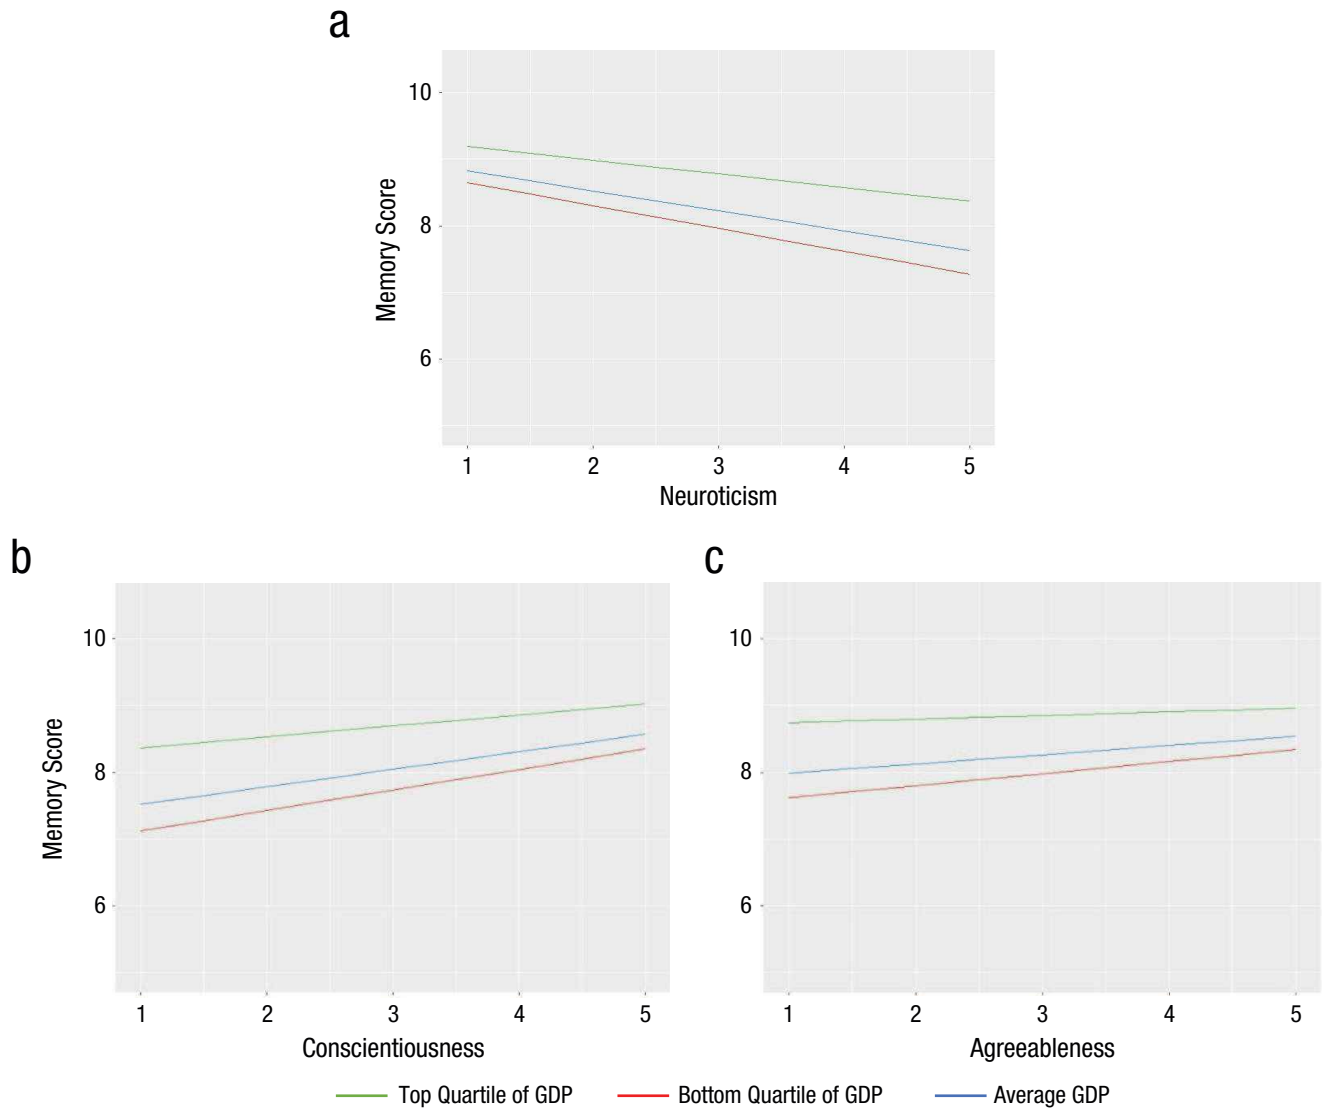 a
10
8
6
Memory Score
1 2 3 4 5
Neuroticism
b
10
8
6
Memory Score
1 2 3 4 5
Conscientiousness
c
10
8
6
1 2 3 4 5
Agreeableness
Top Quartile of GDP Bottom Quartile of GDP Average GDP